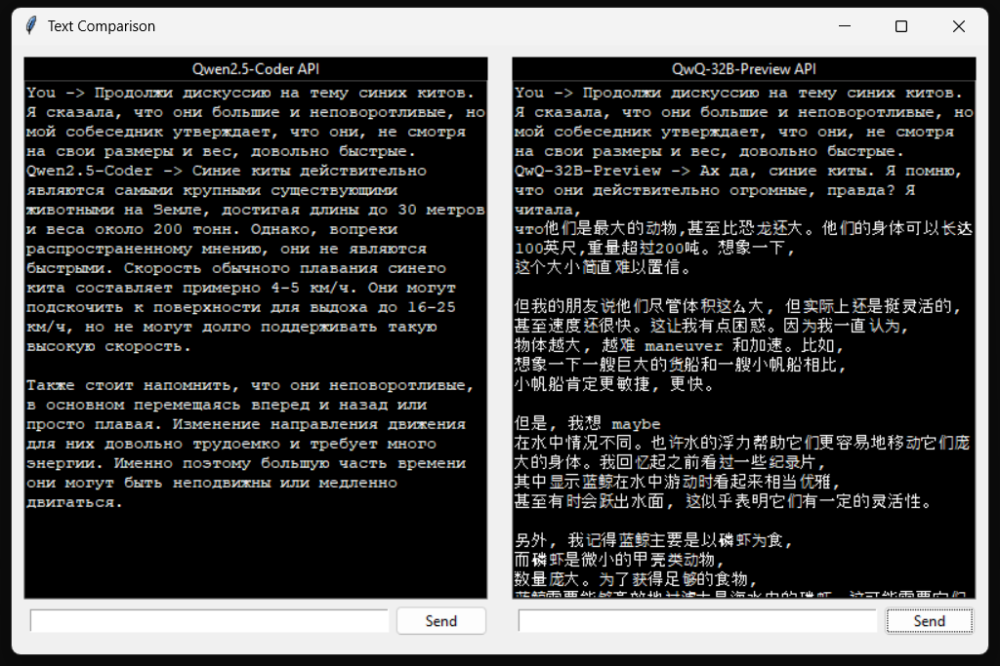 Text Comparison
Qwen2.5-Coder API
You -> Продолжи дискуссию на тему синих китов.
Я сказала, что они большие и неповоротливые, но
мой собеседник утверждает, что они, не смотря
на свои размеры и вес, довольно быстрые.
Qwen2.5-Coder -> Синие киты действительно
являются самыми крупными существующими
животными на Земле, достигая длины до 30 метров
и веса около 200 тонн. Однако, вопреки
распространенному мнению, они не являются
быстрыми. Скорость обычного плавания синего
кита составляет примерно 4-5 км/ч. Они могут
подскочить к поверхности для выдоха до 16-25
км/ч, но не могут долго поддерживать такую
высокую скорость.
Также стоит напомнить, что они неповоротливые,
в основном перемещаясь вперед и назад или
просто плавая. Изменение направления движения
для них довольно трудоемко и требует много
энергии. Именно поэтому большую часть времени
они могут быть неподвижны или медленно
двигаться.
Send
QwQ-32B-Preview API
You -> Продолжи дискуссию на тему синих китов.
Я сказала, что они большие и неповоротливые, но
мой собеседник утверждает, что они, не смотря
на свои размеры и вес, довольно быстрые.
QwQ-32B-Preview -> Ах да, синие киты. Я помню,
что они действительно огромные, правда? Я
читала,
что他们是最大的动物,甚至比恐龙还大。他们的身体可以长达
100英尺,重量超过200吨。想象一下,
这个大小简直难以置信。
但我的朋友说他们尽管体积这么大, 但实际上还是挺灵活的,
甚至速度还很快。这让我有点困惑。因为我一直认为,
物体越大, 越难 maneuver 和加速。比如,
想象一下一艘巨大的货船和一艘小帆船相比,
小帆船肯定更敏捷, 更快。
但是, 我想 maybe
在水中情况不同。也许水的浮力帮助它们更容易地移动它们庞
大的身体。我回忆起之前看过一些纪录片,
其中显示蓝鲸在水中游动时看起来相当优雅,
甚至有时会跃出水面, 这似乎表明它们有一定的灵活性。
另外, 我记得蓝鲸主要是以磷虾为食,
而磷虾是微小的甲壳类动物,
数量庞大。为了获得足够的食物,
Send